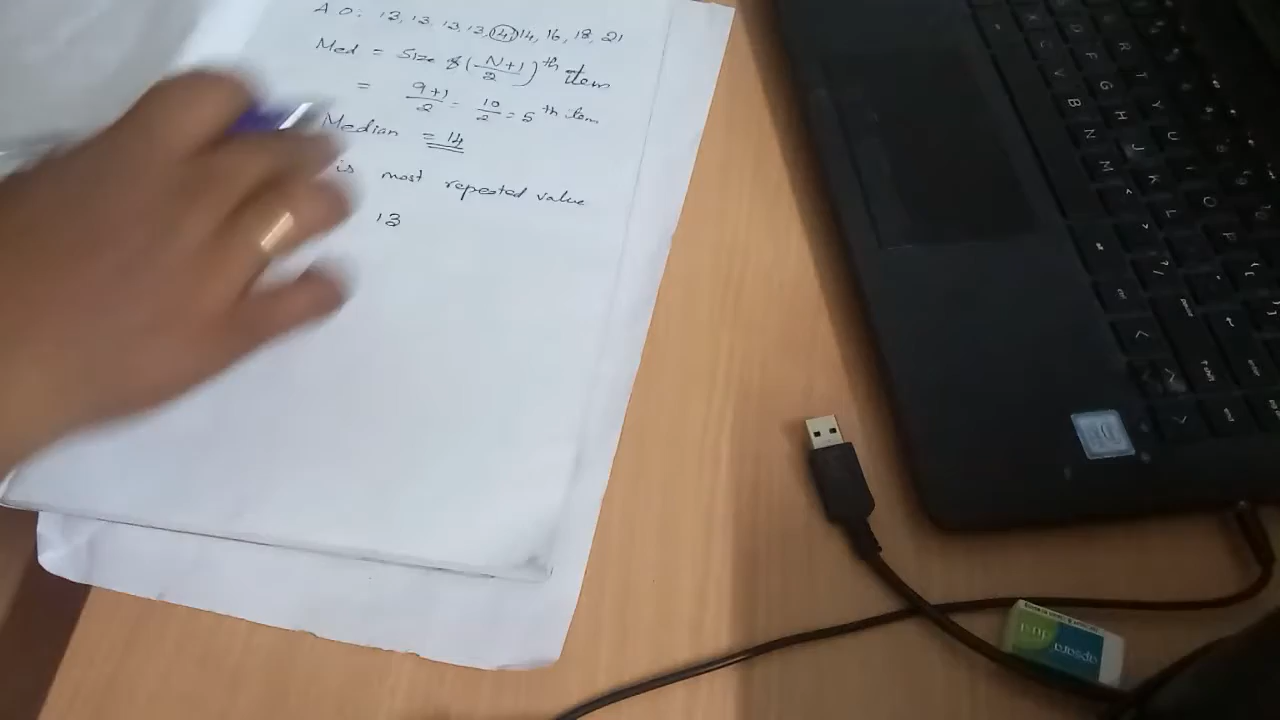 A O: 13, 13, 13, 13, 14, 14, 16, 18, 21
Med = Size of (N+1/2)th item
= 9+1/2 = 10/2 = 5th item
Median = 14
is most repeated value
13
apsara